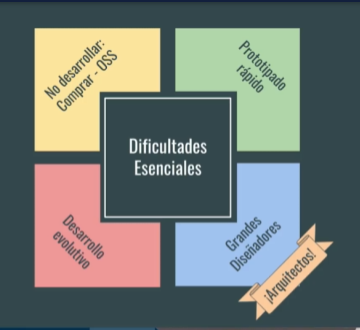 No desarrollar:
Comprar - OSS
Prototipado
rápido
Dificultades
Esenciales
Desarrollo
evolutivo
Grandes
Diseñadores
¡Arquitectos!